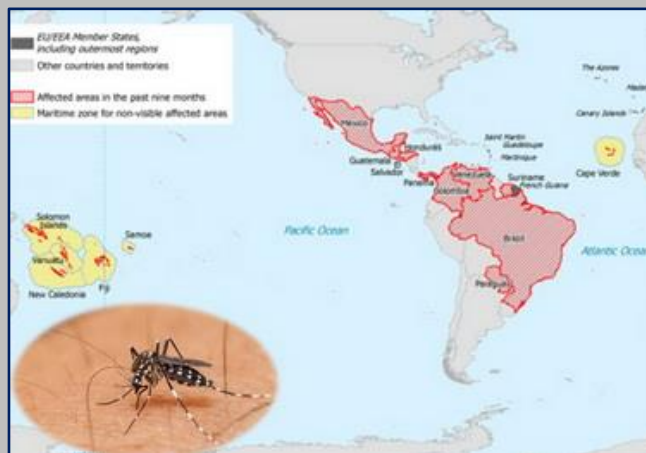 EU/EEA Member States,
including outermost regions
Other countries and territories
Affected areas in the past nine months
Maritime zone for non-visible affected areas
The Azores
Canary Islands
Mexico
Honduras
Guatemala
Salvador
Saint Martin
Guadeloupe
Martinique
Cape Verde
Panama
Venezuela
Suriname
French Guiana
Colombia
Solomon
Islands
Samoa
Vanuatu
Fiji
New Caledonia
Pacific Ocean
Brazil
Atlantic Ocea
Paraguay